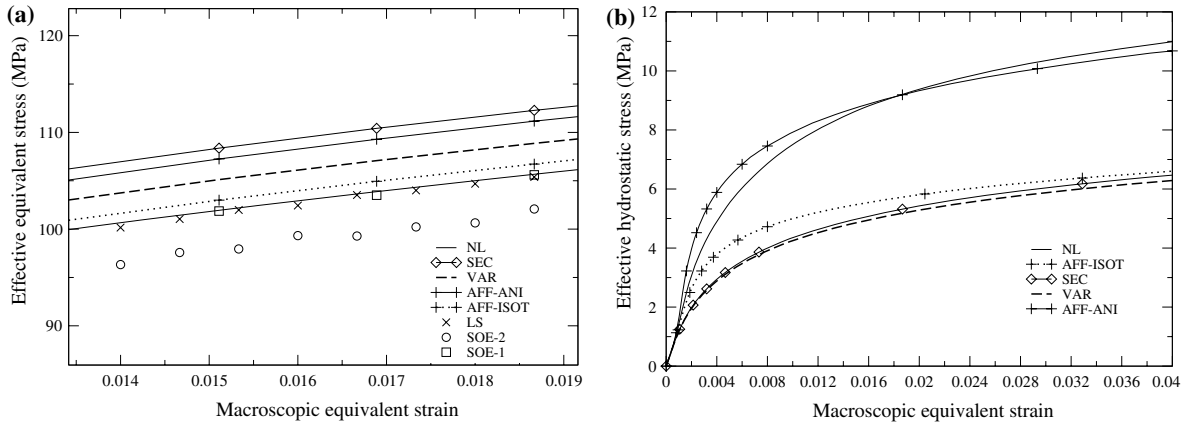 (a)
120
110
100
90
Effective equivalent stress (MPa)
NL
SEC
VAR
AFF-ANI
AFF-ISOT
LS
SOE-2
SOE-1
0.014 0.015 0.016 0.017 0.018 0.019
Macroscopic equivalent strain
(b)
12
10
8
6
4
2
0
Effective hydrostatic stress (MPa)
NL
AFF-ISOT
SEC
VAR
AFF-ANI
0 0.004 0.008 0.012 0.016 0.02 0.024 0.028 0.032 0.036 0.04
Macroscopic equivalent strain